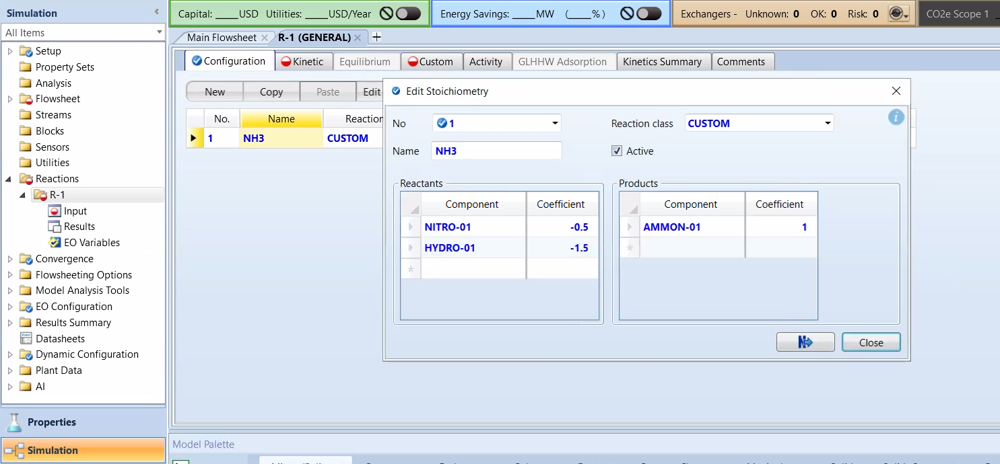 Simulation
Capital: ____USD Utilities: ____USD/Year
Energy Savings: ____MW (____%)
Exchangers - Unknown: 0 OK: 0 Risk: 0
CO2e Scope 1
All Items
Main Flowsheet
R-1 (GENERAL)
Setup
Property Sets
Analysis
Flowsheet
Streams
Blocks
Sensors
Utilities
Reactions
R-1
Input
Results
EO Variables
Convergence
Flowsheeting Options
Model Analysis Tools
EO Configuration
Results Summary
Datasheets
Dynamic Configuration
Plant Data
AI
Properties
Simulation
Configuration Kinetic Equilibrium Custom Activity GLHHW Adsorption Kinetics Summary Comments
New Copy Paste Edit
No. Name
1 NH3 CUSTOM
Edit Stoichiometry
No 1 Reaction class CUSTOM
Name NH3 Active
Reactants
Component Coefficient
NITRO-01 -0.5
HYDRO-01 -1.5
*
Products
Component Coefficient
AMMON-01 1
*
N
Close
Model Palette